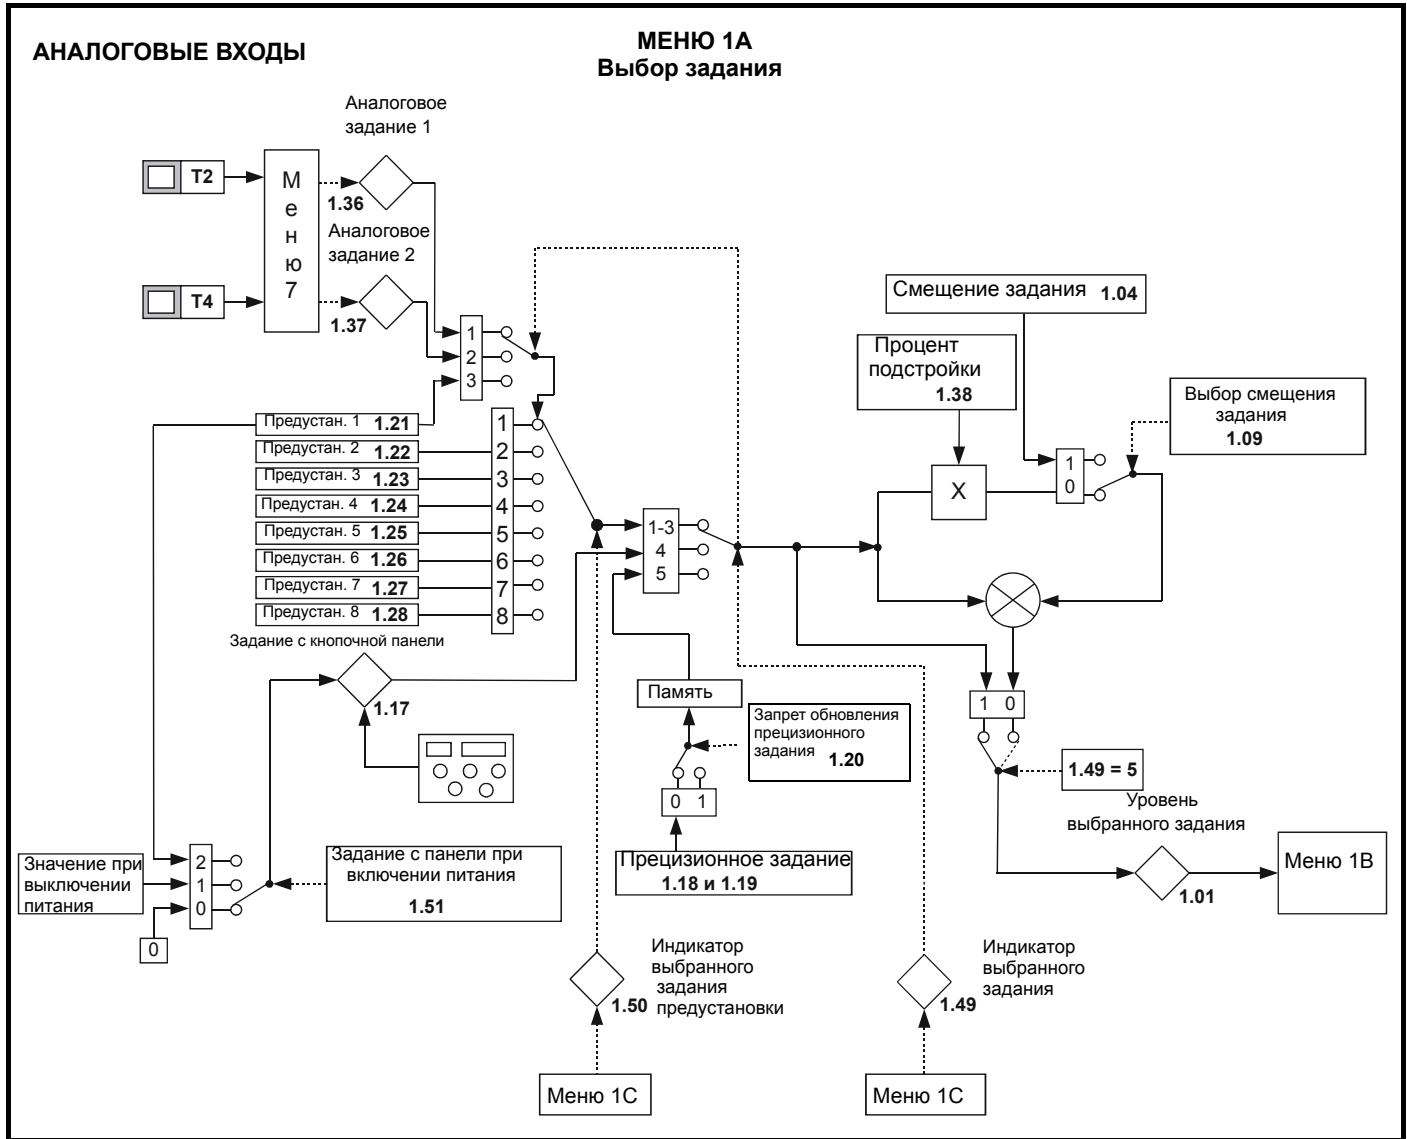 АНАЛОГОВЫЕ ВХОДЫ
МЕНЮ 1А
Выбор задания
Аналоговое
задание 1
T2
М
е
н
ю
7
1.36
Аналоговое
задание 2
T4
1.37
1
2
3
Смещение задания 1.04
Процент
подстройки
1.38
Выбор смещения
задания
1.09
1
0
X
Предустан. 1 1.21
Предустан. 2 1.22
Предустан. 3 1.23
Предустан. 4 1.24
Предустан. 5 1.25
Предустан. 6 1.26
Предустан. 7 1.27
Предустан. 8 1.28
1
2
3
4
5
6
7
8
1-3
4
5
Задание с кнопочной панели
1.17
Память
Запрет обновления
прецизионного
задания 1.20
0 1
Прецизионное задание
1.18 и 1.19
1 0
1.49 = 5
Уровень
выбранного задания
1.01
Меню 1В
Значение при
выключении
питания
2
1
0
0
Задание с панели при
включении питания
1.51
Индикатор
выбранного
задания
предустановки
1.50
Индикатор
выбранного
задания
1.49
Меню 1С
Меню 1С